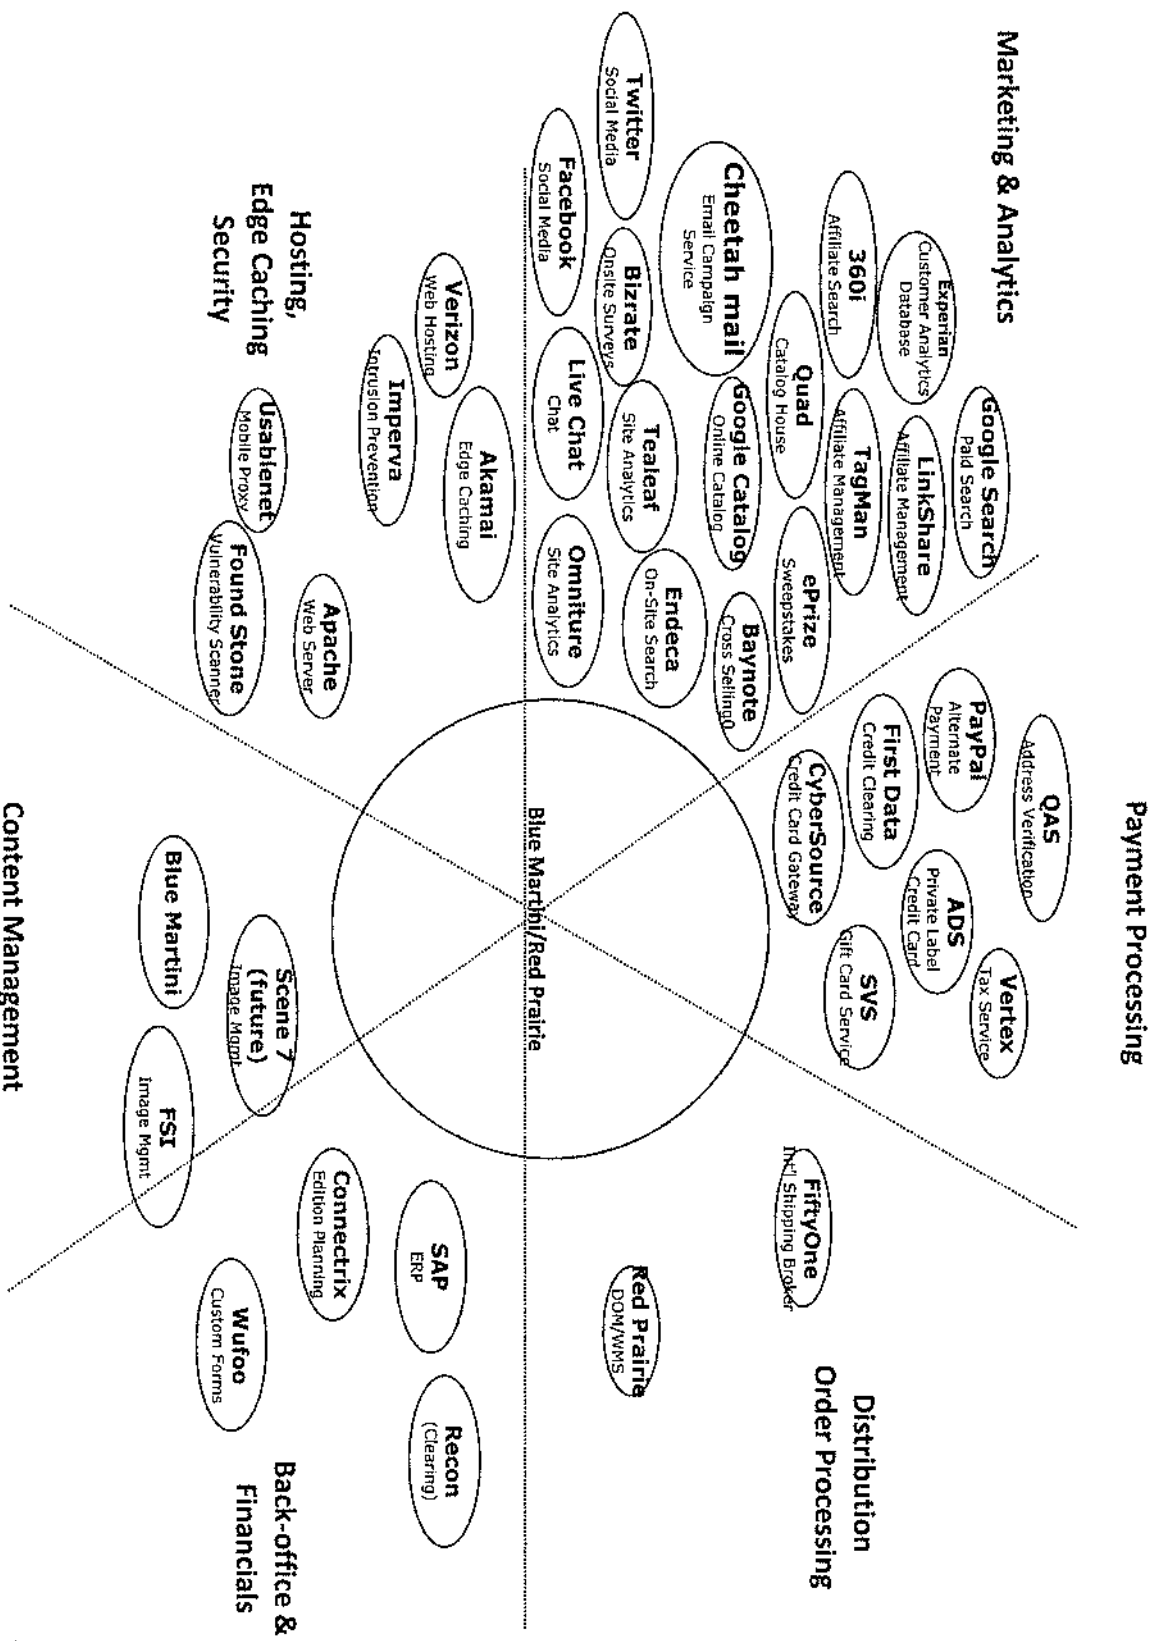 Marketing & Analytics
Payment Processing
Google Search
Paid Search
Experian
Customer Analytics
Database
LinkShare
Affiliate Management
360i
Affiliate Search
TagMan
Affiliate Management
Quad
Catalog House
ePrize
Sweepstakes
Cheetah mail
Email Campaign
Service
Google Catalog
Online Catalog
Baynote
Cross Selling0
Twitter
Social Media
Bizrate
Onsite Surveys
Tealeaf
Site Analytics
Endeca
On-Site Search
Facebook
Social Media
Live Chat
Chat
Omniture
Site Analytics
QAS
Address Verification
PayPal
Alternate
Payment
Vertex
Tax Service
ADS
Private Label
Credit Card
First Data
Credit Clearing
SVS
Gift Card Service
CyberSource
Credit Card Gateway
Distribution
Order Processing
FiftyOne
Int'l Shipping Broker
Red Prairie
DOM/WMS
Blue Martini/Red Prairie
Hosting,
Edge Caching
Security
Verizon
Web Hosting
Akamai
Edge Caching
Imperva
Intrusion Prevention
Apache
Web Server
Usablenet
Mobile Proxy
Found Stone
Vulnerability Scanner
Scene 7
(future)
Image Mgmt
Blue Martini
FSI
Image Mgmt
Content Management
SAP
ERP
Recon
(Clearing)
Connectrix
Edition Planning
Wufoo
Custom Forms
Back-office &
Financials